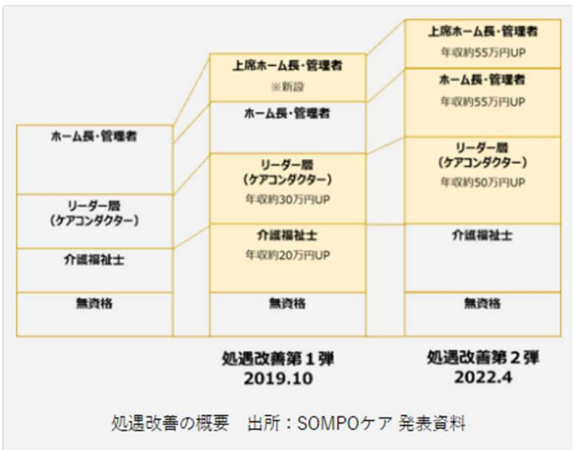 ホーム長・管理者
リーダー層
(ケアコンダクター)
介護福祉士
無資格
上席ホーム長・管理者
※新設
ホーム長・管理者
リーダー層
(ケアコンダクター)
年収約30万円UP
介護福祉士
年収約20万円UP
無資格
処遇改善第1弾
2019.10
上席ホーム長・管理者
年収約55万円UP
ホーム長・管理者
年収約55万円UP
リーダー層
(ケアコンダクター)
年収約50万円UP
介護福祉士
無資格
処遇改善第2弾
2022.4
処遇改善の概要　出所：SOMPOケア 発表資料